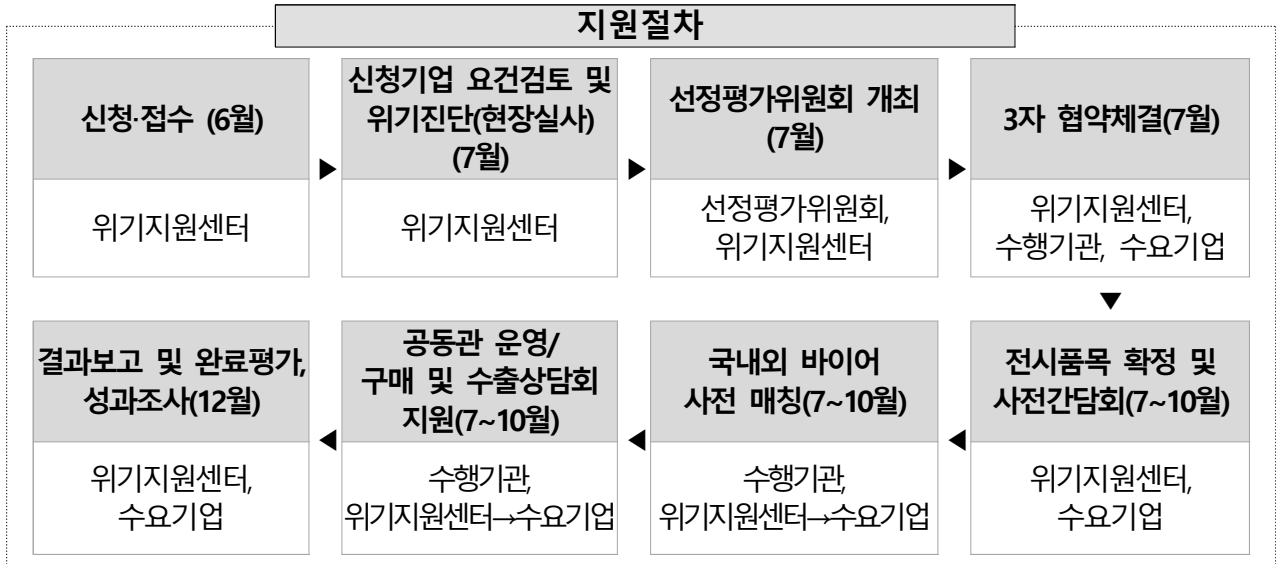 지원절차
신청·접수 (6월)
위기지원센터
▶
신청기업 요건검토 및
위기진단(현장실사)
(7월)
위기지원센터
▶
선정평가위원회 개최
(7월)
선정평가위원회,
위기지원센터
▶
3자 협약체결(7월)
위기지원센터,
수행기관, 수요기업
▼
전시품목 확정 및
사전간담회(7~10월)
위기지원센터,
수요기업
◀
국내외 바이어
사전 매칭(7~10월)
수행기관,
위기지원센터→수요기업
◀
공동관 운영/
구매 및 수출상담회
지원(7~10월)
수행기관,
위기지원센터→수요기업
◀
결과보고 및 완료평가,
성과조사(12월)
위기지원센터,
수요기업